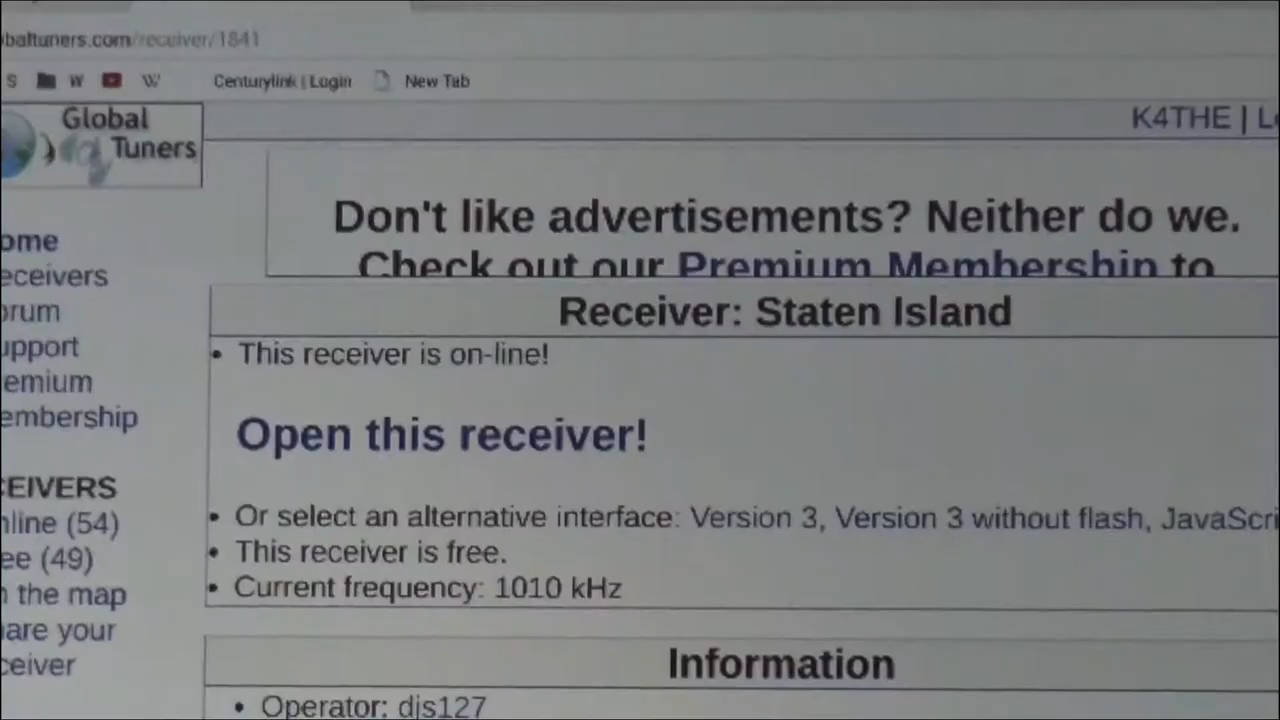 baltuners.com/receiver/1841
S W W Centurylink | Login New Tab
Global
Tuners
K4THE | L
Don't like advertisements? Neither do we.
Check out our Premium Membership to
Receiver: Staten Island
ome
eceivers
orum
upport
emium
embership
• This receiver is on-line!
Open this receiver!
CEIVERS
nline (54)
ee (49)
n the map
are your
ceiver
• Or select an alternative interface: Version 3, Version 3 without flash, JavaScri
• This receiver is free.
• Current frequency: 1010 kHz
Information
• Operator: djs127